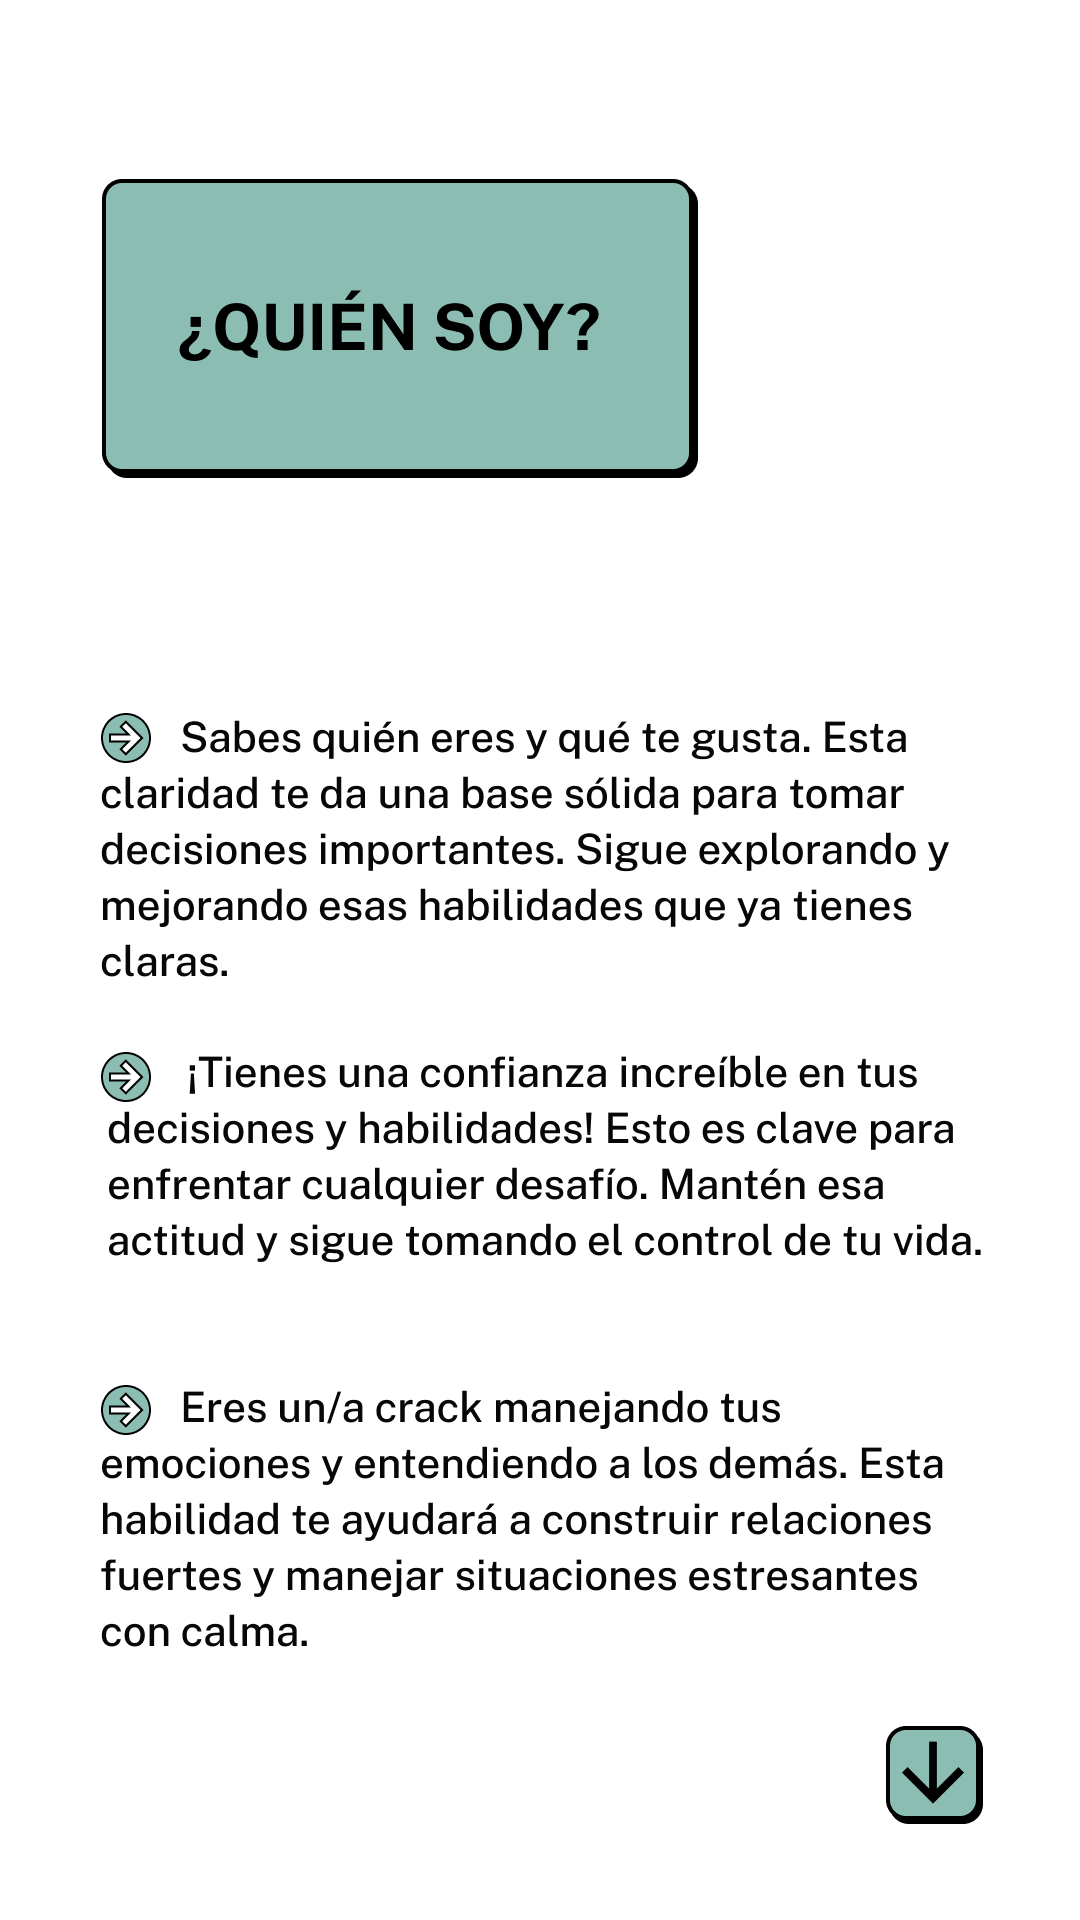 ¿QUIÉN SOY?
Sabes quién eres y qué te gusta. Esta
claridad te da una base sólida para tomar
decisiones importantes. Sigue explorando y
mejorando esas habilidades que ya tienes
claras.
¡Tienes una confianza increíble en tus
decisiones y habilidades! Esto es clave para
enfrentar cualquier desafío. Mantén esa
actitud y sigue tomando el control de tu vida.
Eres un/a crack manejando tus
emociones y entendiendo a los demás. Esta
habilidad te ayudará a construir relaciones
fuertes y manejar situaciones estresantes
con calma.